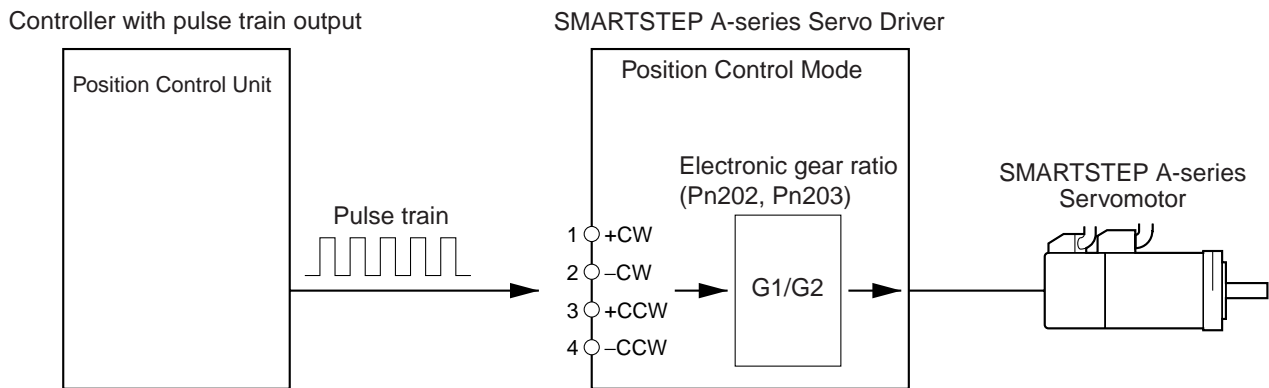 Controller with pulse train output
SMARTSTEP A-series Servo Driver
Position Control Unit
Position Control Mode
Electronic gear ratio
(Pn202, Pn203)
SMARTSTEP A-series
Servomotor
Pulse train
1 +CW
2 –CW
3 +CCW
4 –CCW
G1/G2